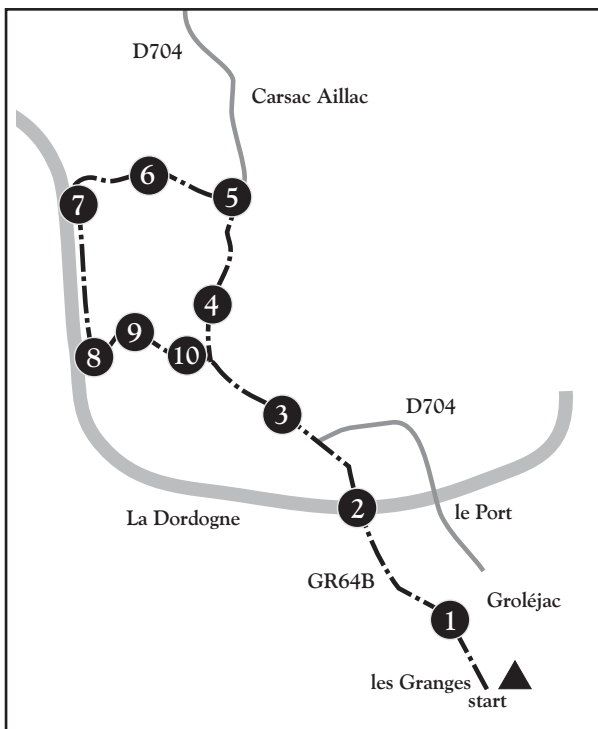 D704
Carsac Aillac
6
5
7
4
9
8
10
3
D704
2
La Dordogne
le Port
GR64B
Groléjac
1
les Granges
start